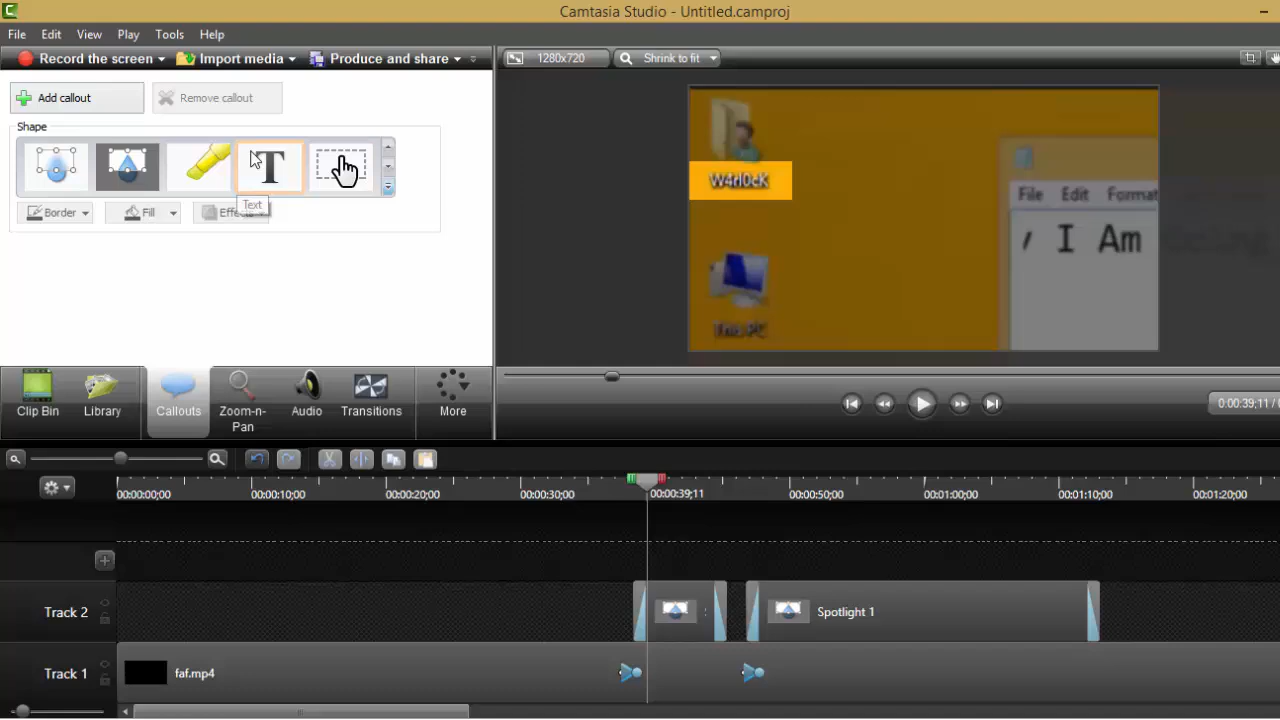 Camtasia Studio - Untitled.camproj
File Edit View Play Tools Help
Record the screen Import media Produce and share
1280x720 Shrink to fit
Add callout Remove callout
Shape
T
Text
Border Fill Effects
W4rl0cK
This PC
File Edit Format
I Am
Clip Bin Library Callouts Zoom-n-Pan Audio Transitions More
0:00:39;11 /
00:00:00;00 00:00:10;00 00:00:20;00 00:00:30;00 00:00:39;11 00:00:50;00 00:01:00;00 00:01:10;00 00:01:20;00
Track 2 Spotlight 1
Track 1 faf.mp4